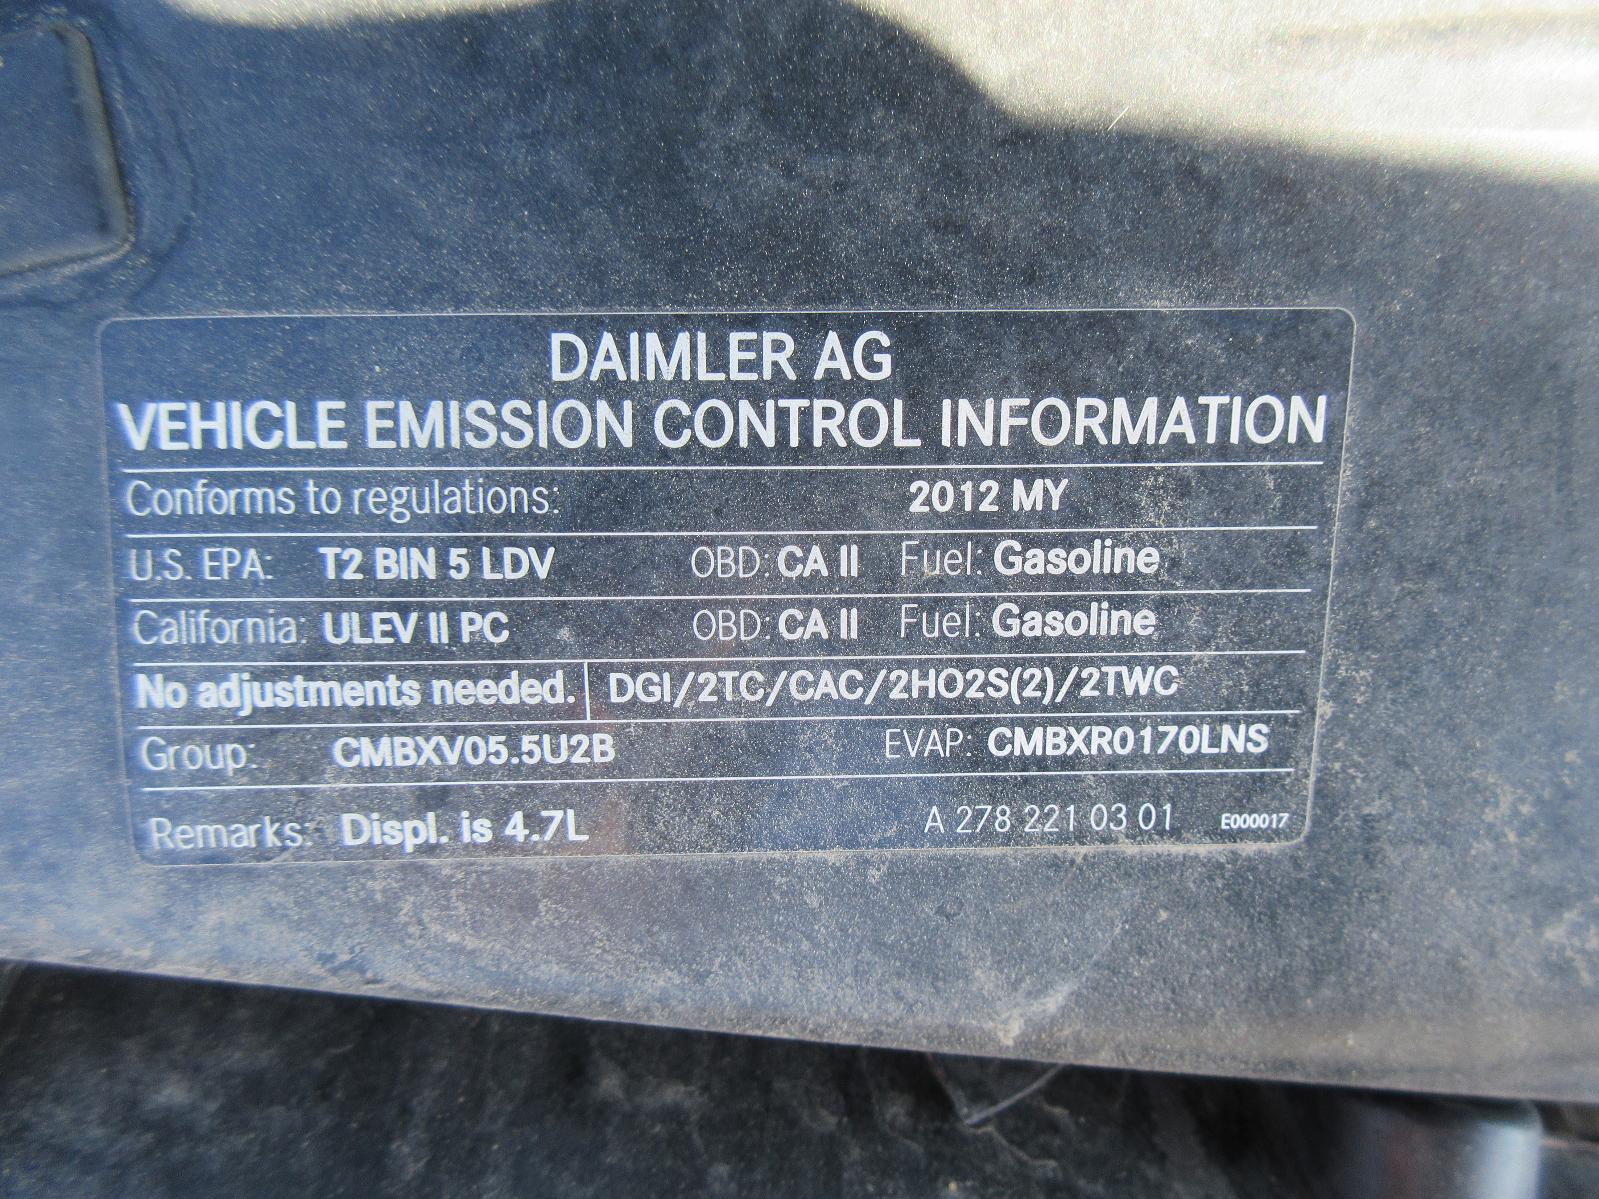 DAIMLER AG
VEHICLE EMISSION CONTROL INFORMATION
Conforms to regulations: 2012 MY
U.S. EPA: T2 BIN 5 LDV OBD: CA II Fuel: Gasoline
California: ULEV II PC OBD: CA II Fuel: Gasoline
No adjustments needed. DGI/2TC/CAC/2HO2S(2)/2TWC
Group: CMBXV05.5U2B EVAP: CMBXR0170LNS
Remarks: Displ. is 4.7L A 278 221 03 01 E000017